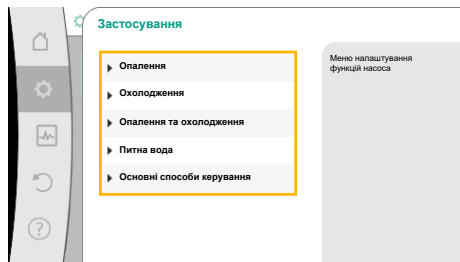 Застосування
Опалення
Охолодження
Опалення та охолодження
Питна вода
Основні способи керування
Меню налаштування
функцій насоса